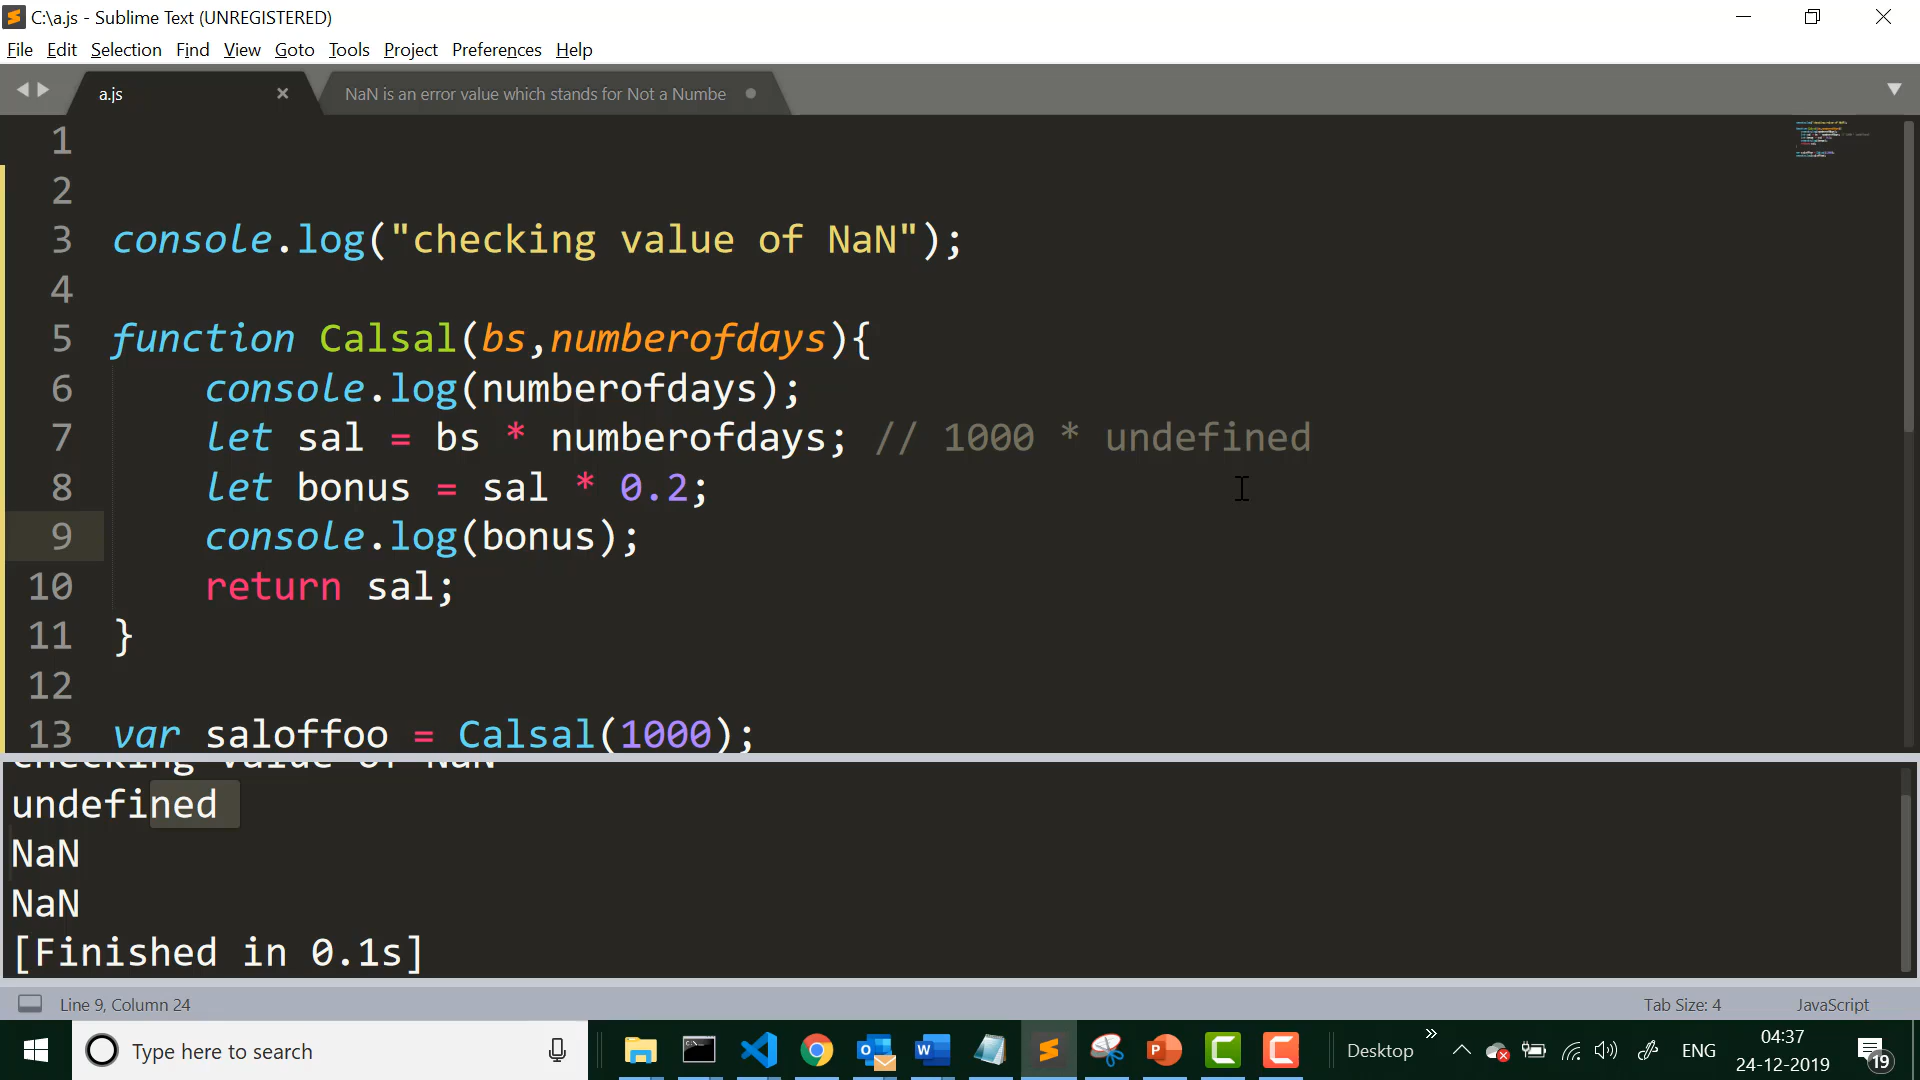 C:\a.js - Sublime Text (UNREGISTERED)
File Edit Selection Find View Goto Tools Project Preferences Help
a.js NaN is an error value which stands for Not a Numbe
1
2
3 console.log("checking value of NaN");
4
5 function Calsal(bs,numberofdays){
6 console.log(numberofdays);
7 let sal = bs * numberofdays; // 1000 * undefined
8 let bonus = sal * 0.2;
9 console.log(bonus);
10 return sal;
11 }
12
13 var saloffoo = Calsal(1000);
checking value of NaN
undefined
NaN
NaN
[Finished in 0.1s]
Line 9, Column 24 Tab Size: 4 JavaScript
Type here to search Desktop ENG 04:37
24-12-2019 19